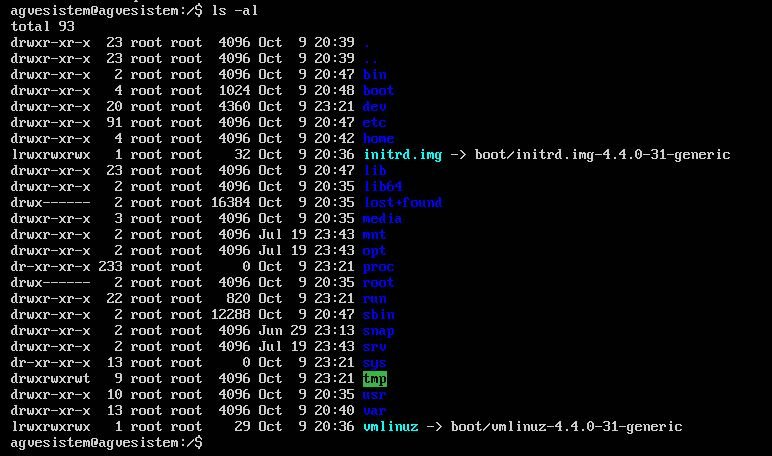 agvesistem@agvesistem:/$ ls -al
total 93
drwxr-xr-x  23 root root  4096 Oct  9 20:39 .
drwxr-xr-x  23 root root  4096 Oct  9 20:39 ..
drwxr-xr-x   2 root root  4096 Oct  9 20:47 bin
drwxr-xr-x   4 root root  1024 Oct  9 20:48 boot
drwxr-xr-x  20 root root  4360 Oct  9 23:21 dev
drwxr-xr-x  91 root root  4096 Oct  9 20:47 etc
drwxr-xr-x   4 root root  4096 Oct  9 20:42 home
lrwxrwxrwx   1 root root    32 Oct  9 20:36 initrd.img -> boot/initrd.img-4.4.0-31-generic
drwxr-xr-x  23 root root  4096 Oct  9 20:47 lib
drwxr-xr-x   2 root root  4096 Oct  9 20:35 lib64
drwx------   2 root root 16384 Oct  9 20:35 lost+found
drwxr-xr-x   3 root root  4096 Oct  9 20:35 media
drwxr-xr-x   2 root root  4096 Jul 19 23:43 mnt
drwxr-xr-x   2 root root  4096 Jul 19 23:43 opt
dr-xr-xr-x 233 root root     0 Oct  9 23:21 proc
drwx------   2 root root  4096 Oct  9 20:35 root
drwxr-xr-x  22 root root   820 Oct  9 23:21 run
drwxr-xr-x   2 root root 12288 Oct  9 20:47 sbin
drwxr-xr-x   2 root root  4096 Jun 29 23:13 snap
drwxr-xr-x   2 root root  4096 Jul 19 23:43 srv
dr-xr-xr-x  13 root root     0 Oct  9 23:21 sys
drwxrwxrwt   9 root root  4096 Oct  9 23:21 tmp
drwxr-xr-x  10 root root  4096 Oct  9 20:35 usr
drwxr-xr-x  13 root root  4096 Oct  9 20:40 var
lrwxrwxrwx   1 root root    29 Oct  9 20:36 vmlinuz -> boot/vmlinuz-4.4.0-31-generic
agvesistem@agvesistem:/$